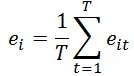 $e_i = \frac{1}{T}\sum_{t=1}^{T} e_{it}$